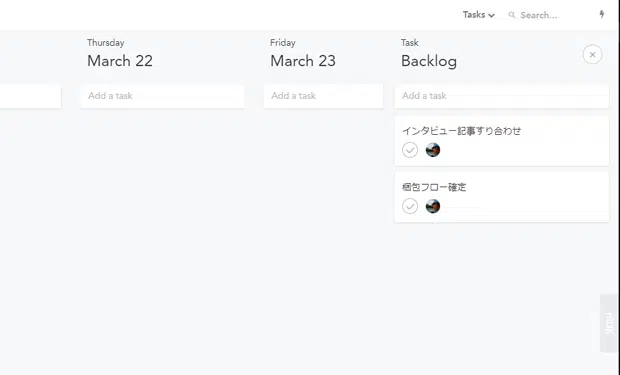 Tasks
Search...
Thursday
March 22
Add a task
Friday
March 23
Add a task
Task
Backlog
Add a task
インタビュー記事すり合わせ
梱包フロー確定